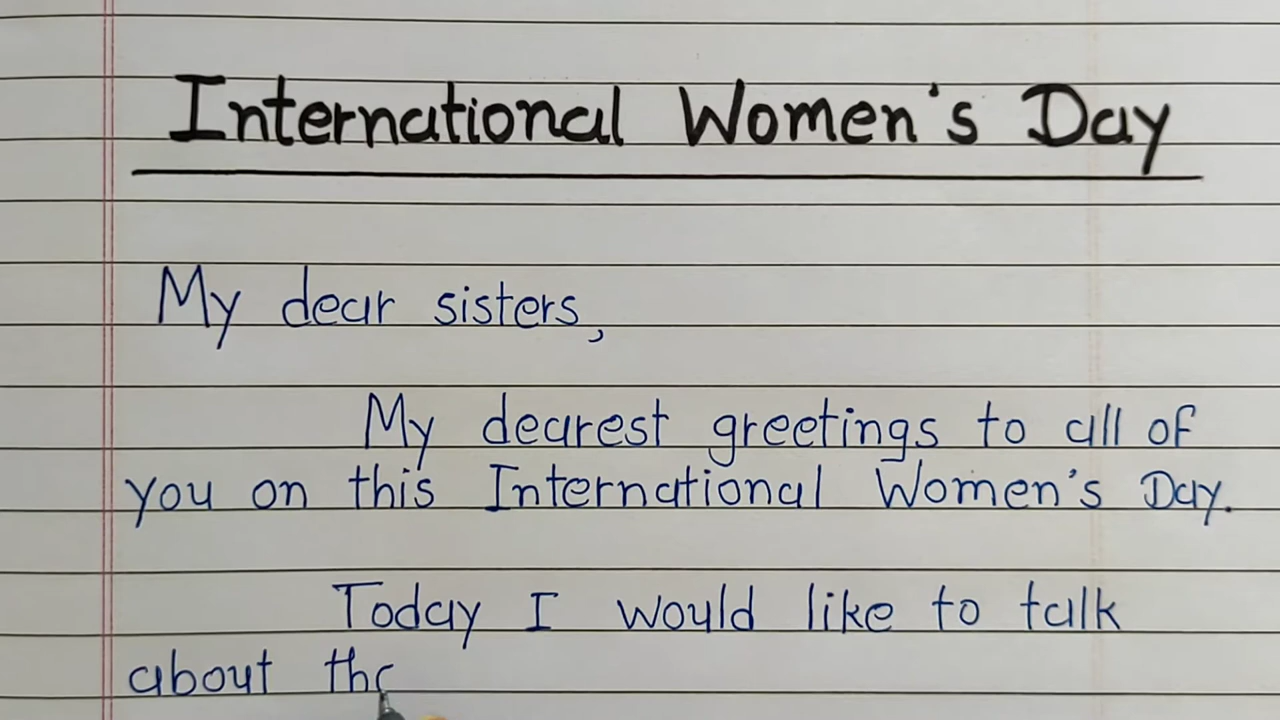 International Women's Day
My dear sisters,
My dearest greetings to all of
you on this International Women's Day.
Today I would like to talk
about